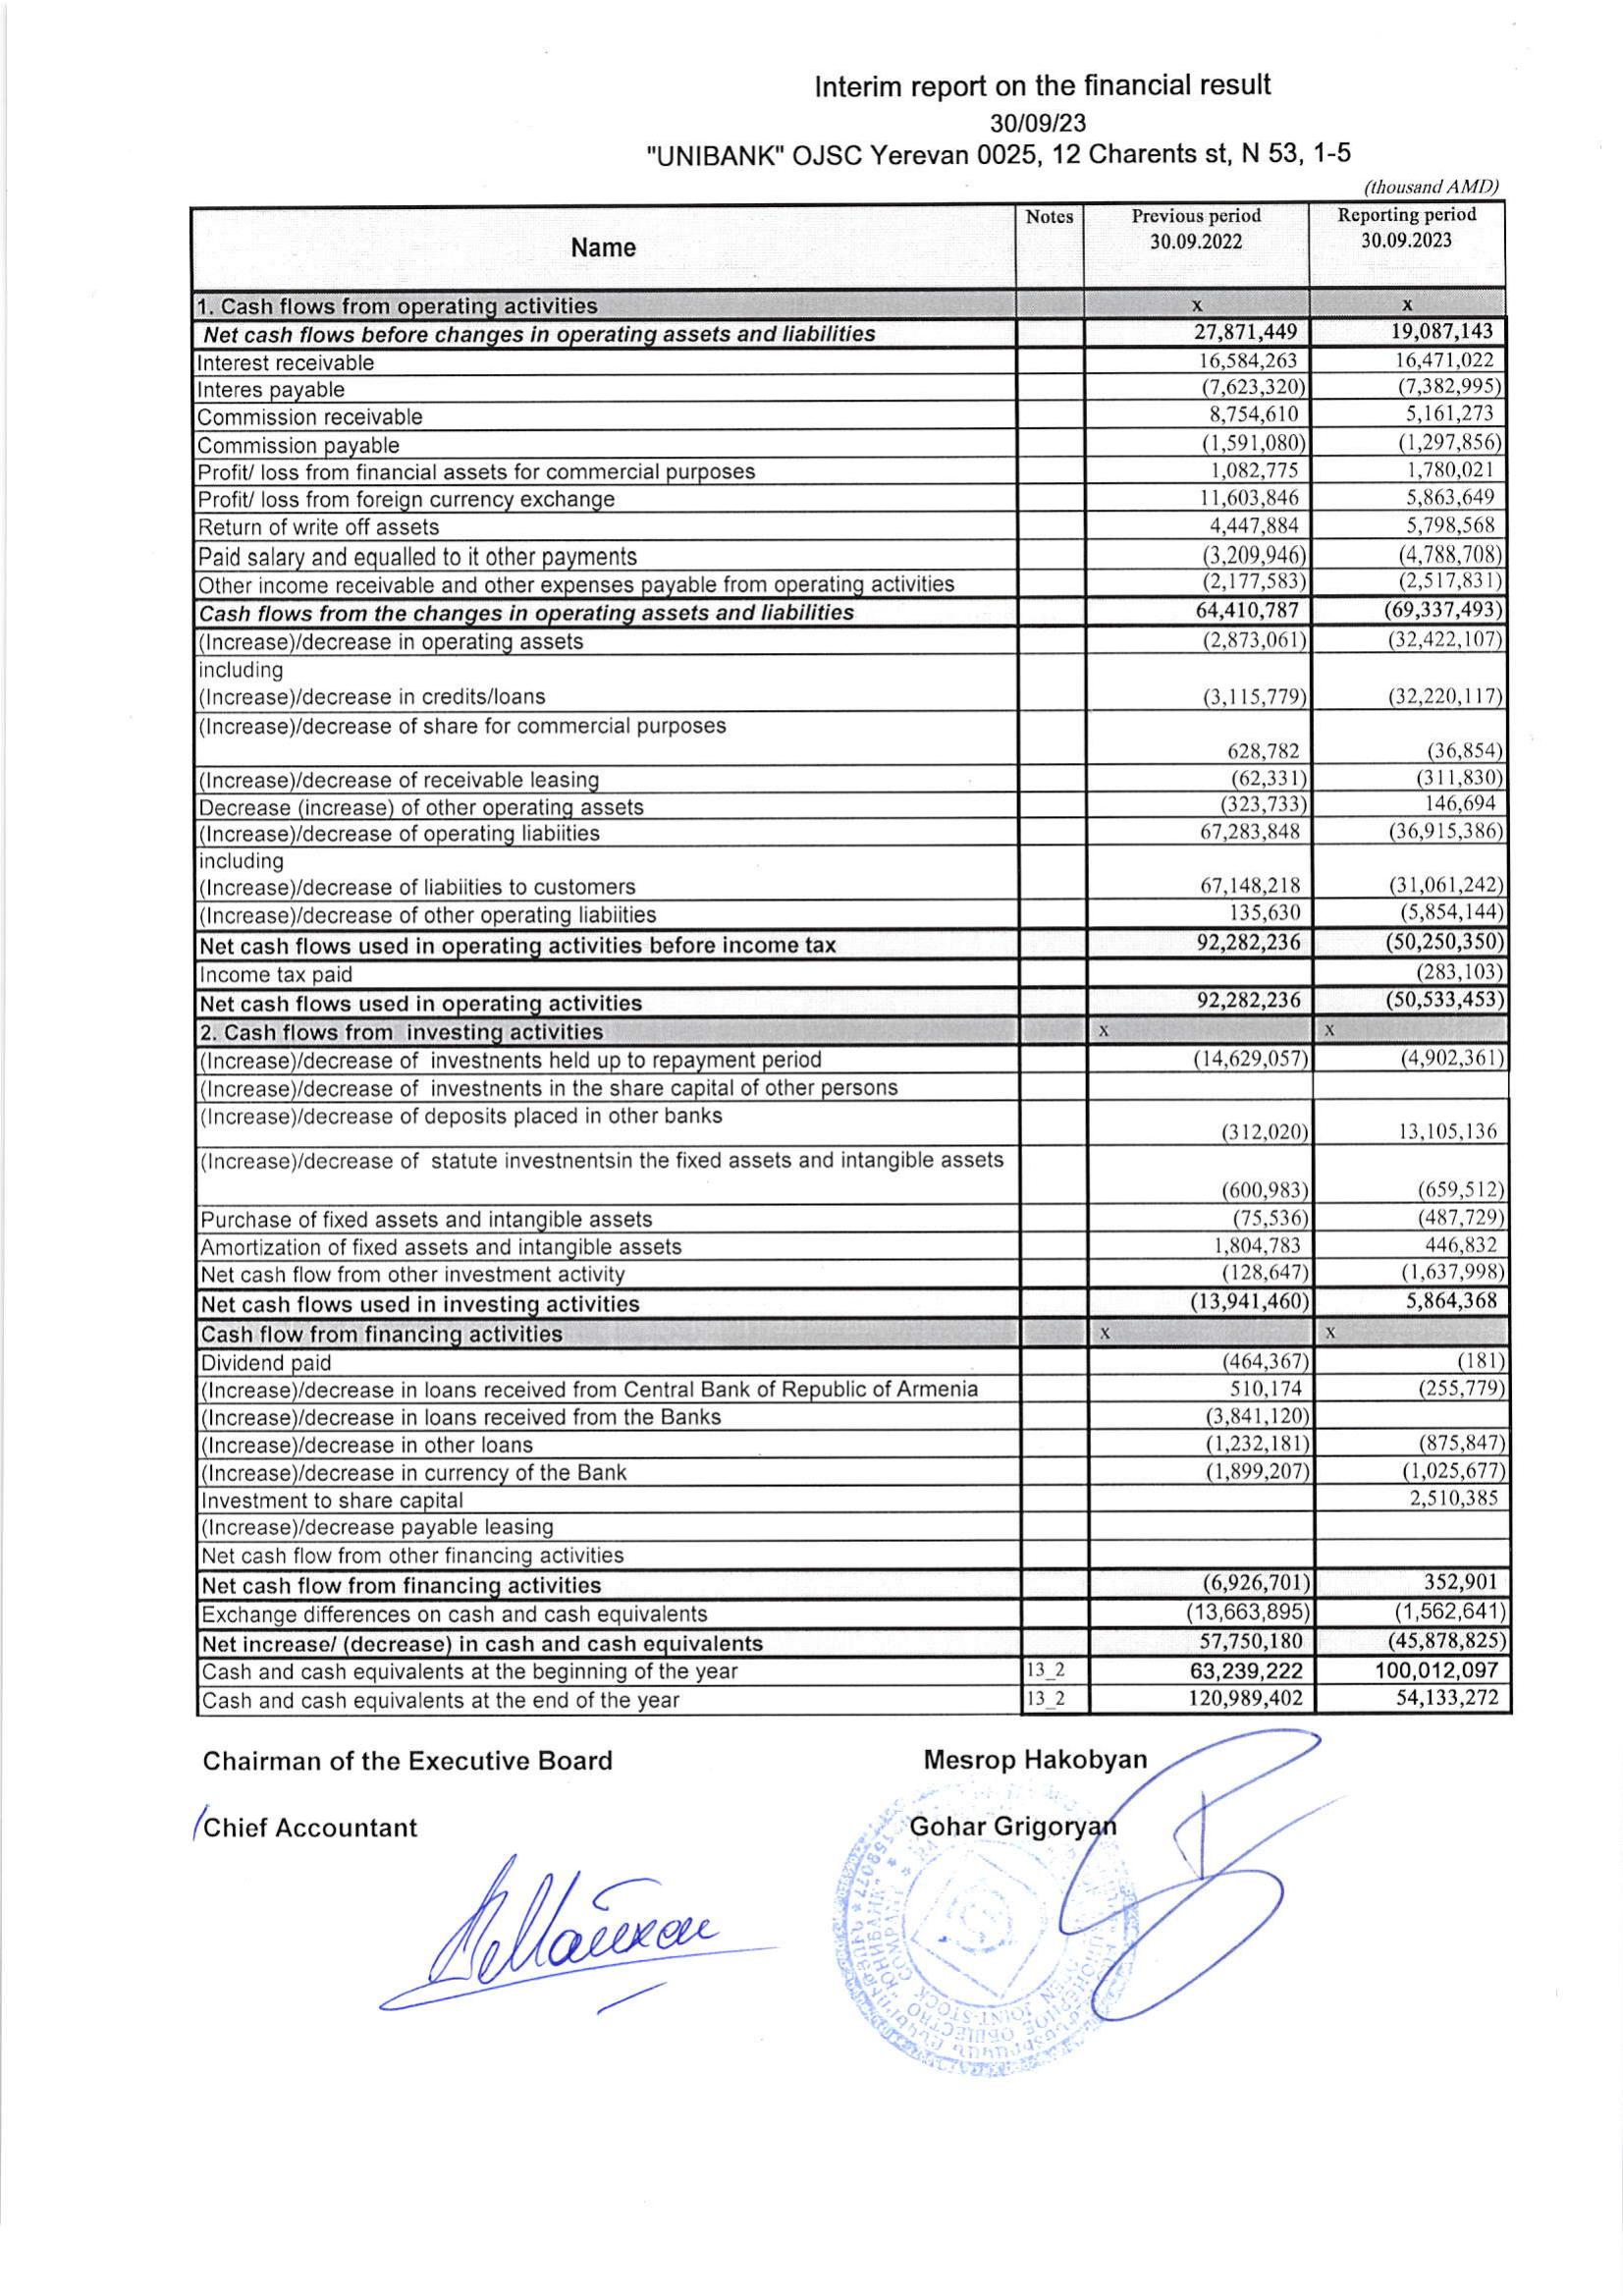 Interim report on the financial result
30/09/23
"UNIBANK" OJSC Yerevan 0025, 12 Charents st, N 53, 1-5
(thousand AMD)
Name Notes Previous period 30.09.2022 Reporting period 30.09.2023
1. Cash flows from operating activities x x
Net cash flows before changes in operating assets and liabilities 27,871,449 19,087,143
Interest receivable 16,584,263 16,471,022
Interes payable (7,623,320) (7,382,995)
Commission receivable 8,754,610 5,161,273
Commission payable (1,591,080) (1,297,856)
Profit/ loss from financial assets for commercial purposes 1,082,775 1,780,021
Profit/ loss from foreign currency exchange 11,603,846 5,863,649
Return of write off assets 4,447,884 5,798,568
Paid salary and equalled to it other payments (3,209,946) (4,788,708)
Other income receivable and other expenses payable from operating activities (2,177,583) (2,517,831)
Cash flows from the changes in operating assets and liabilities 64,410,787 (69,337,493)
(Increase)/decrease in operating assets (2,873,061) (32,422,107)
including
(Increase)/decrease in credits/loans (3,115,779) (32,220,117)
(Increase)/decrease of share for commercial purposes 628,782 (36,854)
(Increase)/decrease of receivable leasing (62,331) (311,830)
Decrease (increase) of other operating assets (323,733) 146,694
(Increase)/decrease of operating liabiities 67,283,848 (36,915,386)
including
(Increase)/decrease of liabiities to customers 67,148,218 (31,061,242)
(Increase)/decrease of other operating liabiities 135,630 (5,854,144)
Net cash flows used in operating activities before income tax 92,282,236 (50,250,350)
Income tax paid (283,103)
Net cash flows used in operating activities 92,282,236 (50,533,453)
2. Cash flows from investing activities x x
(Increase)/decrease of investnents held up to repayment period (14,629,057) (4,902,361)
(Increase)/decrease of investnents in the share capital of other persons
(Increase)/decrease of deposits placed in other banks (312,020) 13,105,136
(Increase)/decrease of statute investnentsin the fixed assets and intangible assets (600,983) (659,512)
Purchase of fixed assets and intangible assets (75,536) (487,729)
Amortization of fixed assets and intangible assets 1,804,783 446,832
Net cash flow from other investment activity (128,647) (1,637,998)
Net cash flows used in investing activities (13,941,460) 5,864,368
Cash flow from financing activities x x
Dividend paid (464,367) (181)
(Increase)/decrease in loans received from Central Bank of Republic of Armenia 510,174 (255,779)
(Increase)/decrease in loans received from the Banks (3,841,120)
(Increase)/decrease in other loans (1,232,181) (875,847)
(Increase)/decrease in currency of the Bank (1,899,207) (1,025,677)
Investment to share capital 2,510,385
(Increase)/decrease payable leasing
Net cash flow from other financing activities
Net cash flow from financing activities (6,926,701) 352,901
Exchange differences on cash and cash equivalents (13,663,895) (1,562,641)
Net increase/ (decrease) in cash and cash equivalents 57,750,180 (45,878,825)
Cash and cash equivalents at the beginning of the year 13_2 63,239,222 100,012,097
Cash and cash equivalents at the end of the year 13_2 120,989,402 54,133,272
Chairman of the Executive Board Mesrop Hakobyan
Chief Accountant Gohar Grigoryan